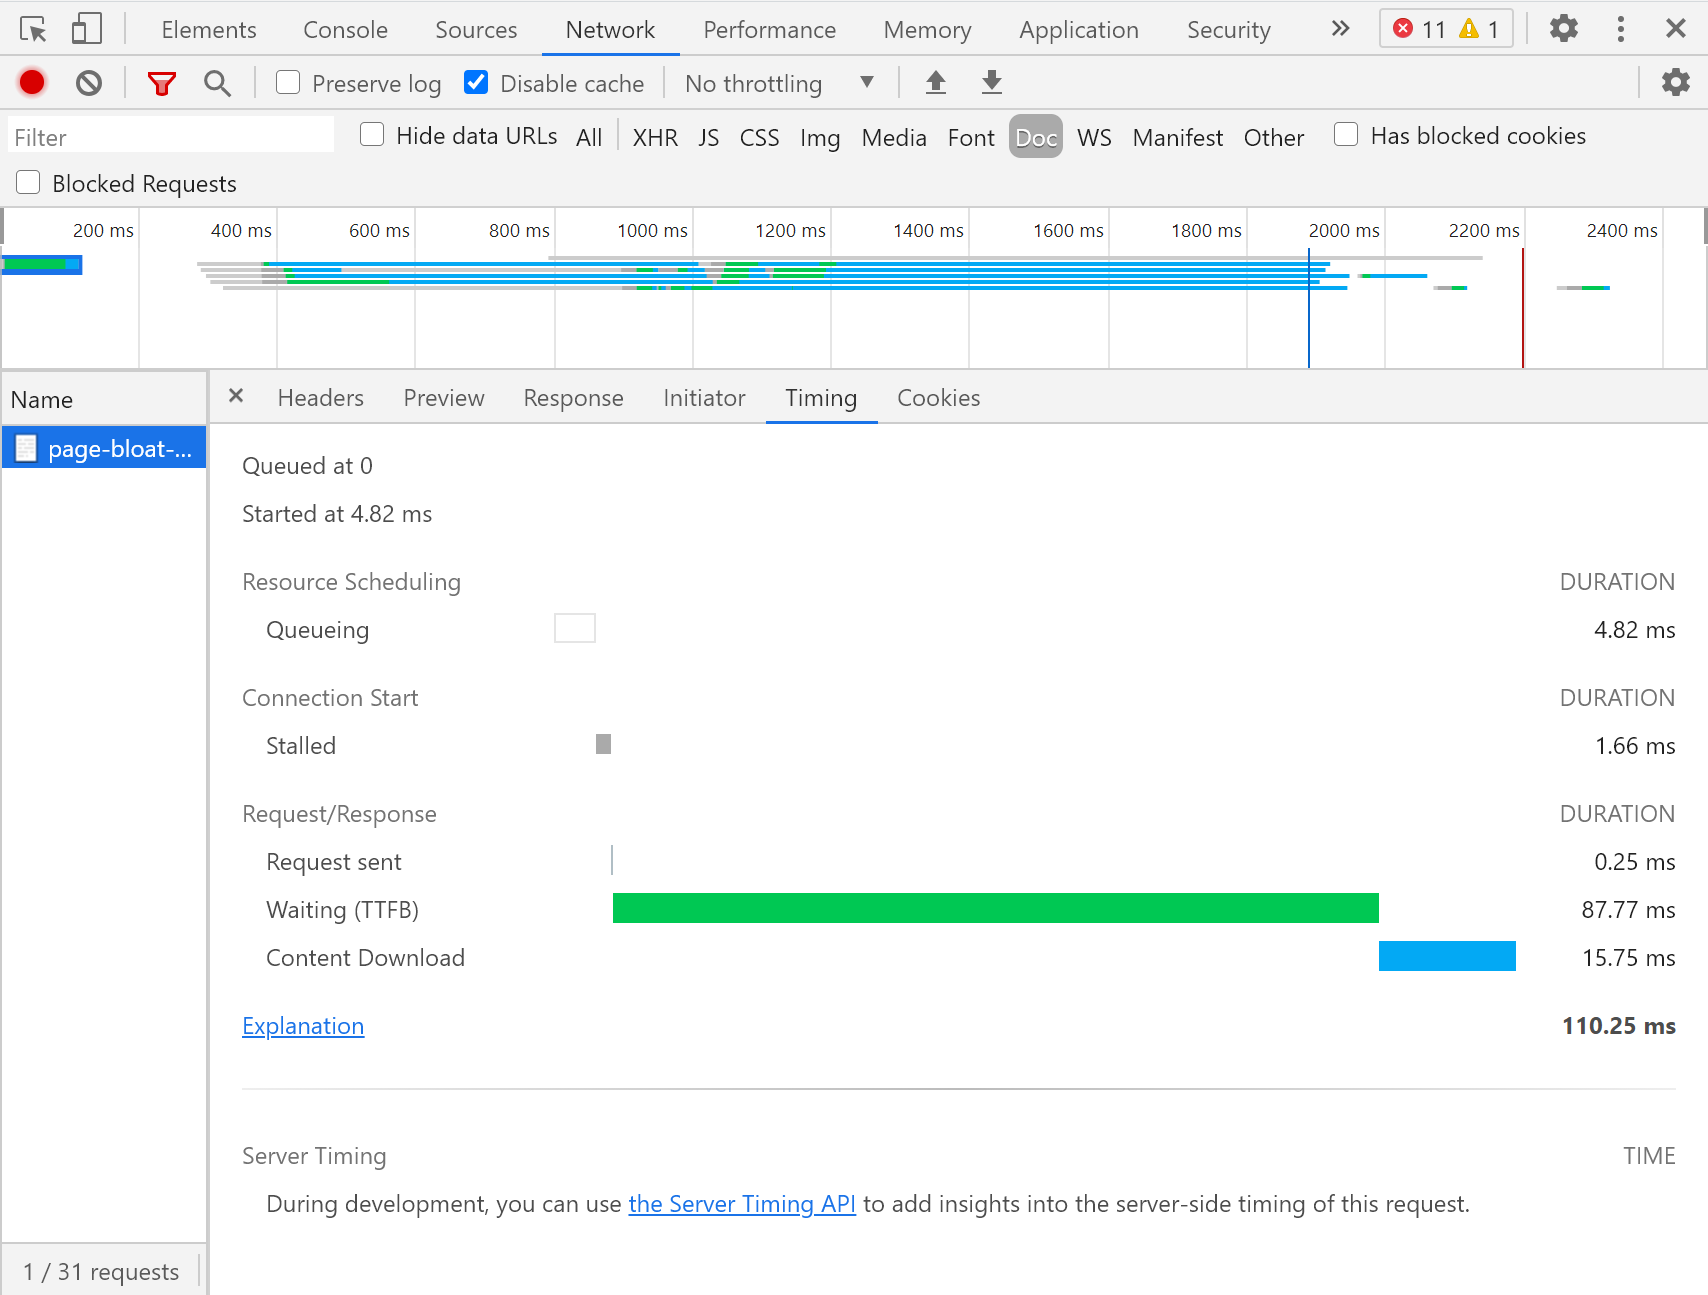 Elements Console Sources Network Performance Memory Application Security » 11 1
Preserve log Disable cache No throttling
Filter Hide data URLs All XHR JS CSS Img Media Font Doc WS Manifest Other Has blocked cookies
Blocked Requests
200 ms 400 ms 600 ms 800 ms 1000 ms 1200 ms 1400 ms 1600 ms 1800 ms 2000 ms 2200 ms 2400 ms
Name × Headers Preview Response Initiator Timing Cookies
page-bloat-...
Queued at 0
Started at 4.82 ms
Resource Scheduling DURATION
Queueing 4.82 ms
Connection Start DURATION
Stalled 1.66 ms
Request/Response DURATION
Request sent 0.25 ms
Waiting (TTFB) 87.77 ms
Content Download 15.75 ms
Explanation 110.25 ms
Server Timing TIME
During development, you can use the Server Timing API to add insights into the server-side timing of this request.
1 / 31 requests